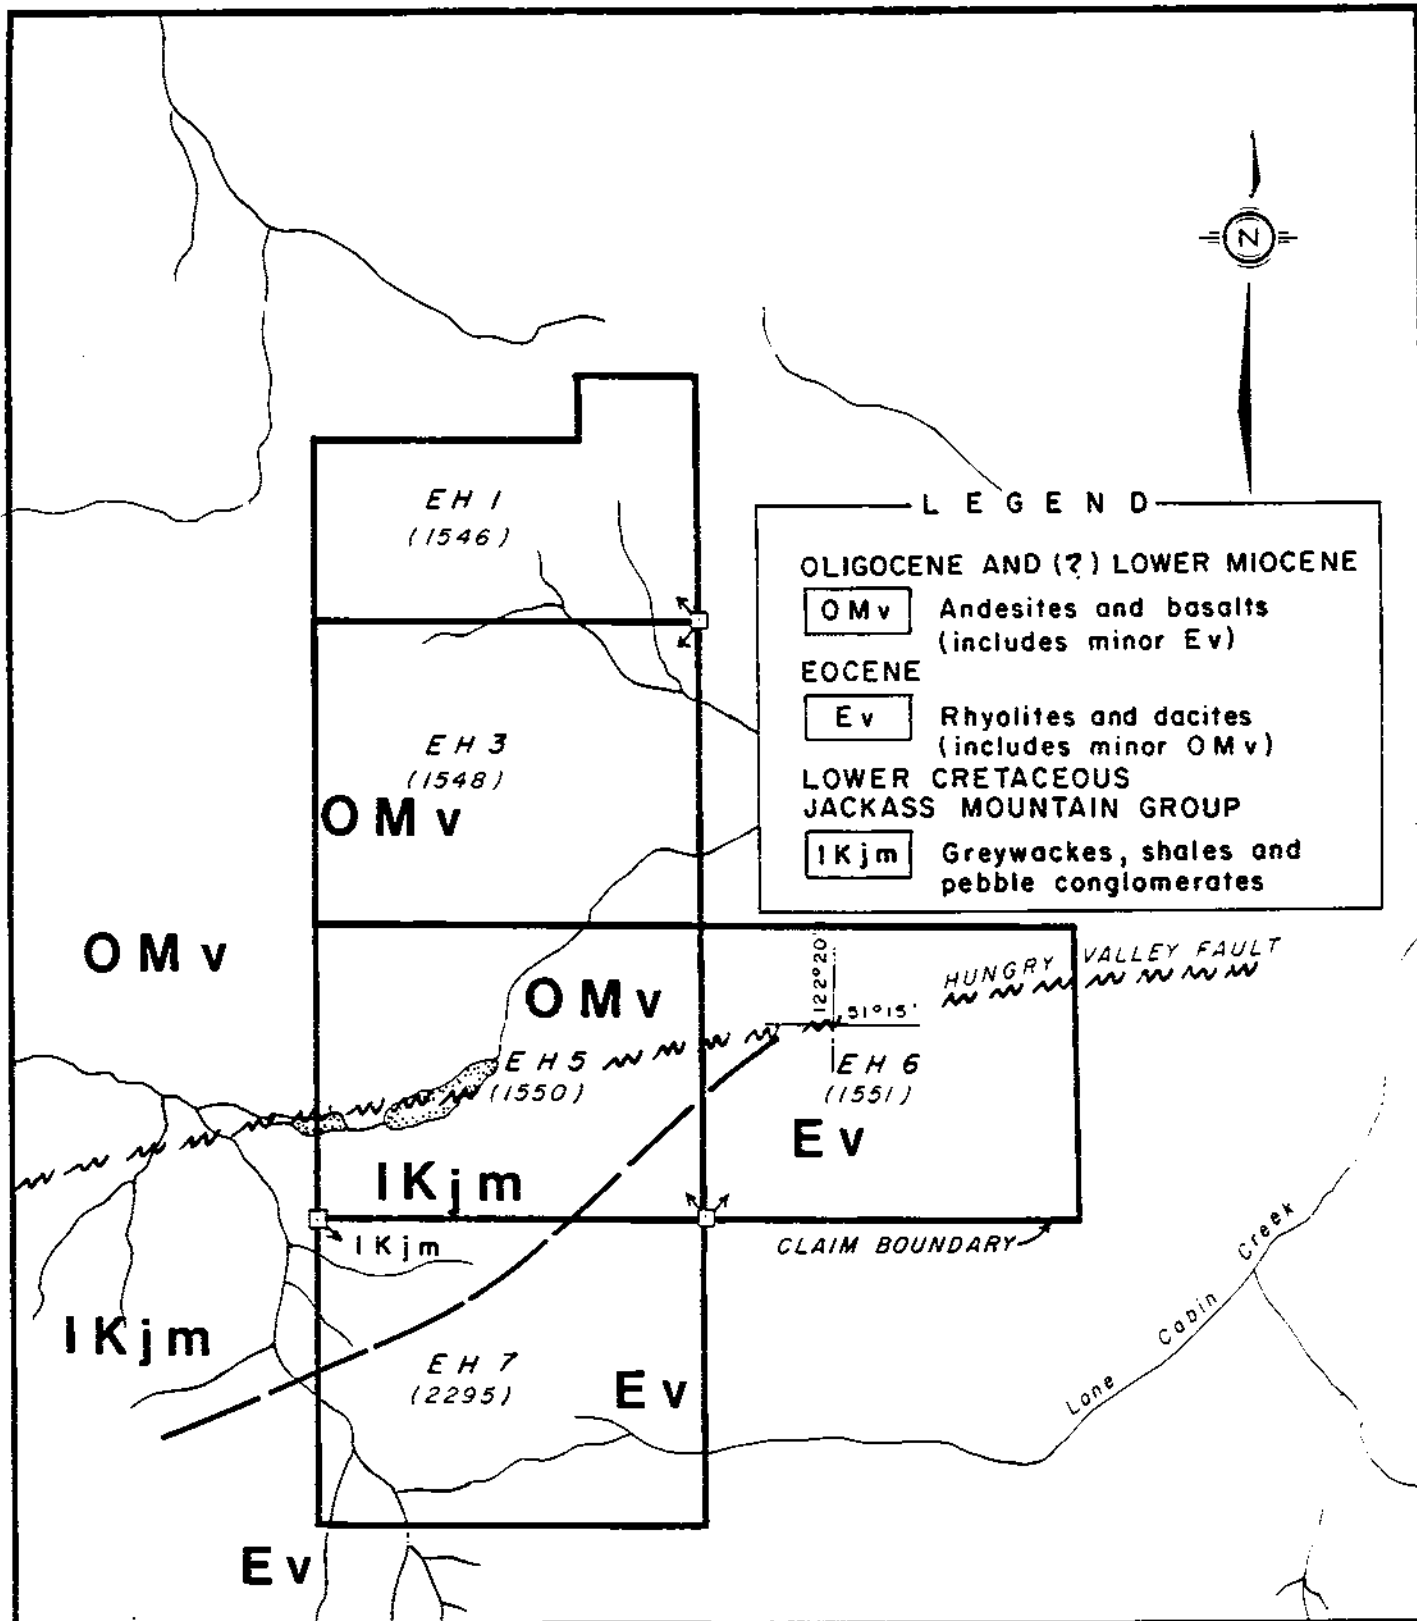 N
EH 1
(1546)
LEGEND
OLIGOCENE AND (?) LOWER MIOCENE
OMv Andesites and basalts
(includes minor Ev)
EOCENE
Ev Rhyolites and dacites
(includes minor OMv)
LOWER CRETACEOUS
JACKASS MOUNTAIN GROUP
lKjm Greywackes, shales and
pebble conglomerates
EH 3
(1548)
OMv
OMv
OMv
122°20'
51°15'
HUNGRY VALLEY FAULT
EH 5
(1550)
EH 6
(1551)
Ev
lKjm
lKjm
CLAIM BOUNDARY
Lone Cabin Creek
lKjm
EH 7
(2295)
Ev
Ev